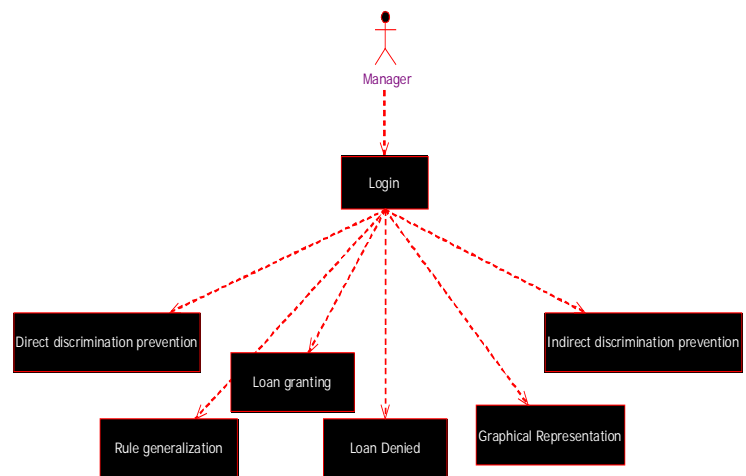 Manager
Login
Direct discrimination prevention
Indirect discrimination prevention
Loan granting
Graphical Representation
Rule generalization
Loan Denied